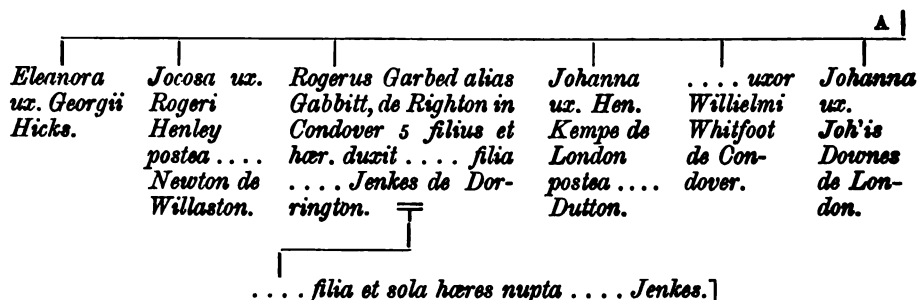 A
Eleanora
ux. Georgii
Hicks.
Jocosa ux.
Rogeri
Henley
postea ....
Newton de
Willaston.
Rogerus Garbed alias
Gabbitt, de Righton in
Condover 5 filius et
hær. duxit .... filia
.... Jenkes de Dor-
rington.
Johanna
ux. Hen.
Kempe de
London
postea ....
Dutton.
.... uxor
Willielmi
Whitfoot
de Con-
dover.
Johanna
ux.
Joh'is
Downes
de Lon-
don.
.... filia et sola hæres nupta .... Jenkes.]